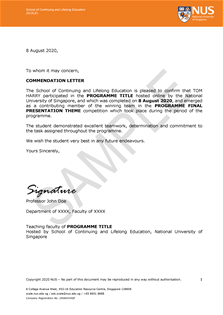 School of Continuing and Lifelong Education
(SCALE)
NUS
National University
of Singapore
8 August 2020,
To whom it may concern,
COMMENDATION LETTER
The School of Continuing and Lifelong Education is pleased to confirm that TOM
HARRY participated in the PROGRAMME TITLE hosted online by the National
University of Singapore, and which was completed on 8 August 2020, and emerged
as a contributing member of the winning team in the PROGRAMME FINAL
PRESENTATION THEME competition which took place during the period of the
programme.
The student demonstrated excellent teamwork, determination and commitment to
the task assigned throughout the programme.
We wish the student very best in any future endeavours.
Yours Sincerely,
SAMPLE
Signature
Professor John Doe
Department of XXXX, Faculty of XXXX
Teaching faculty of PROGRAMME TITLE
Hosted by School of Continuing and Lifelong Education, National University of
Singapore
Copyright 2020 NUS – No part of this document may be reproduced in any way without authorisation.